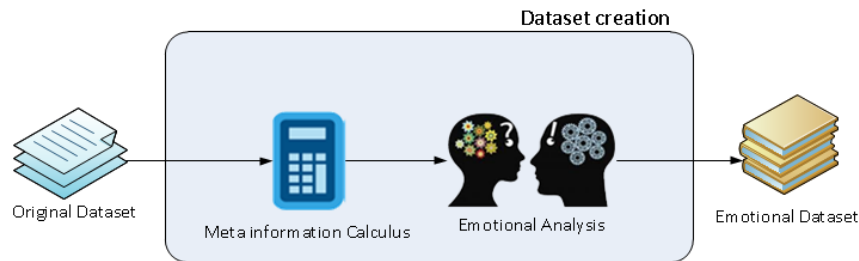 Dataset creation
Original Dataset
Meta information Calculus
Emotional Analysis
Emotional Dataset
? !